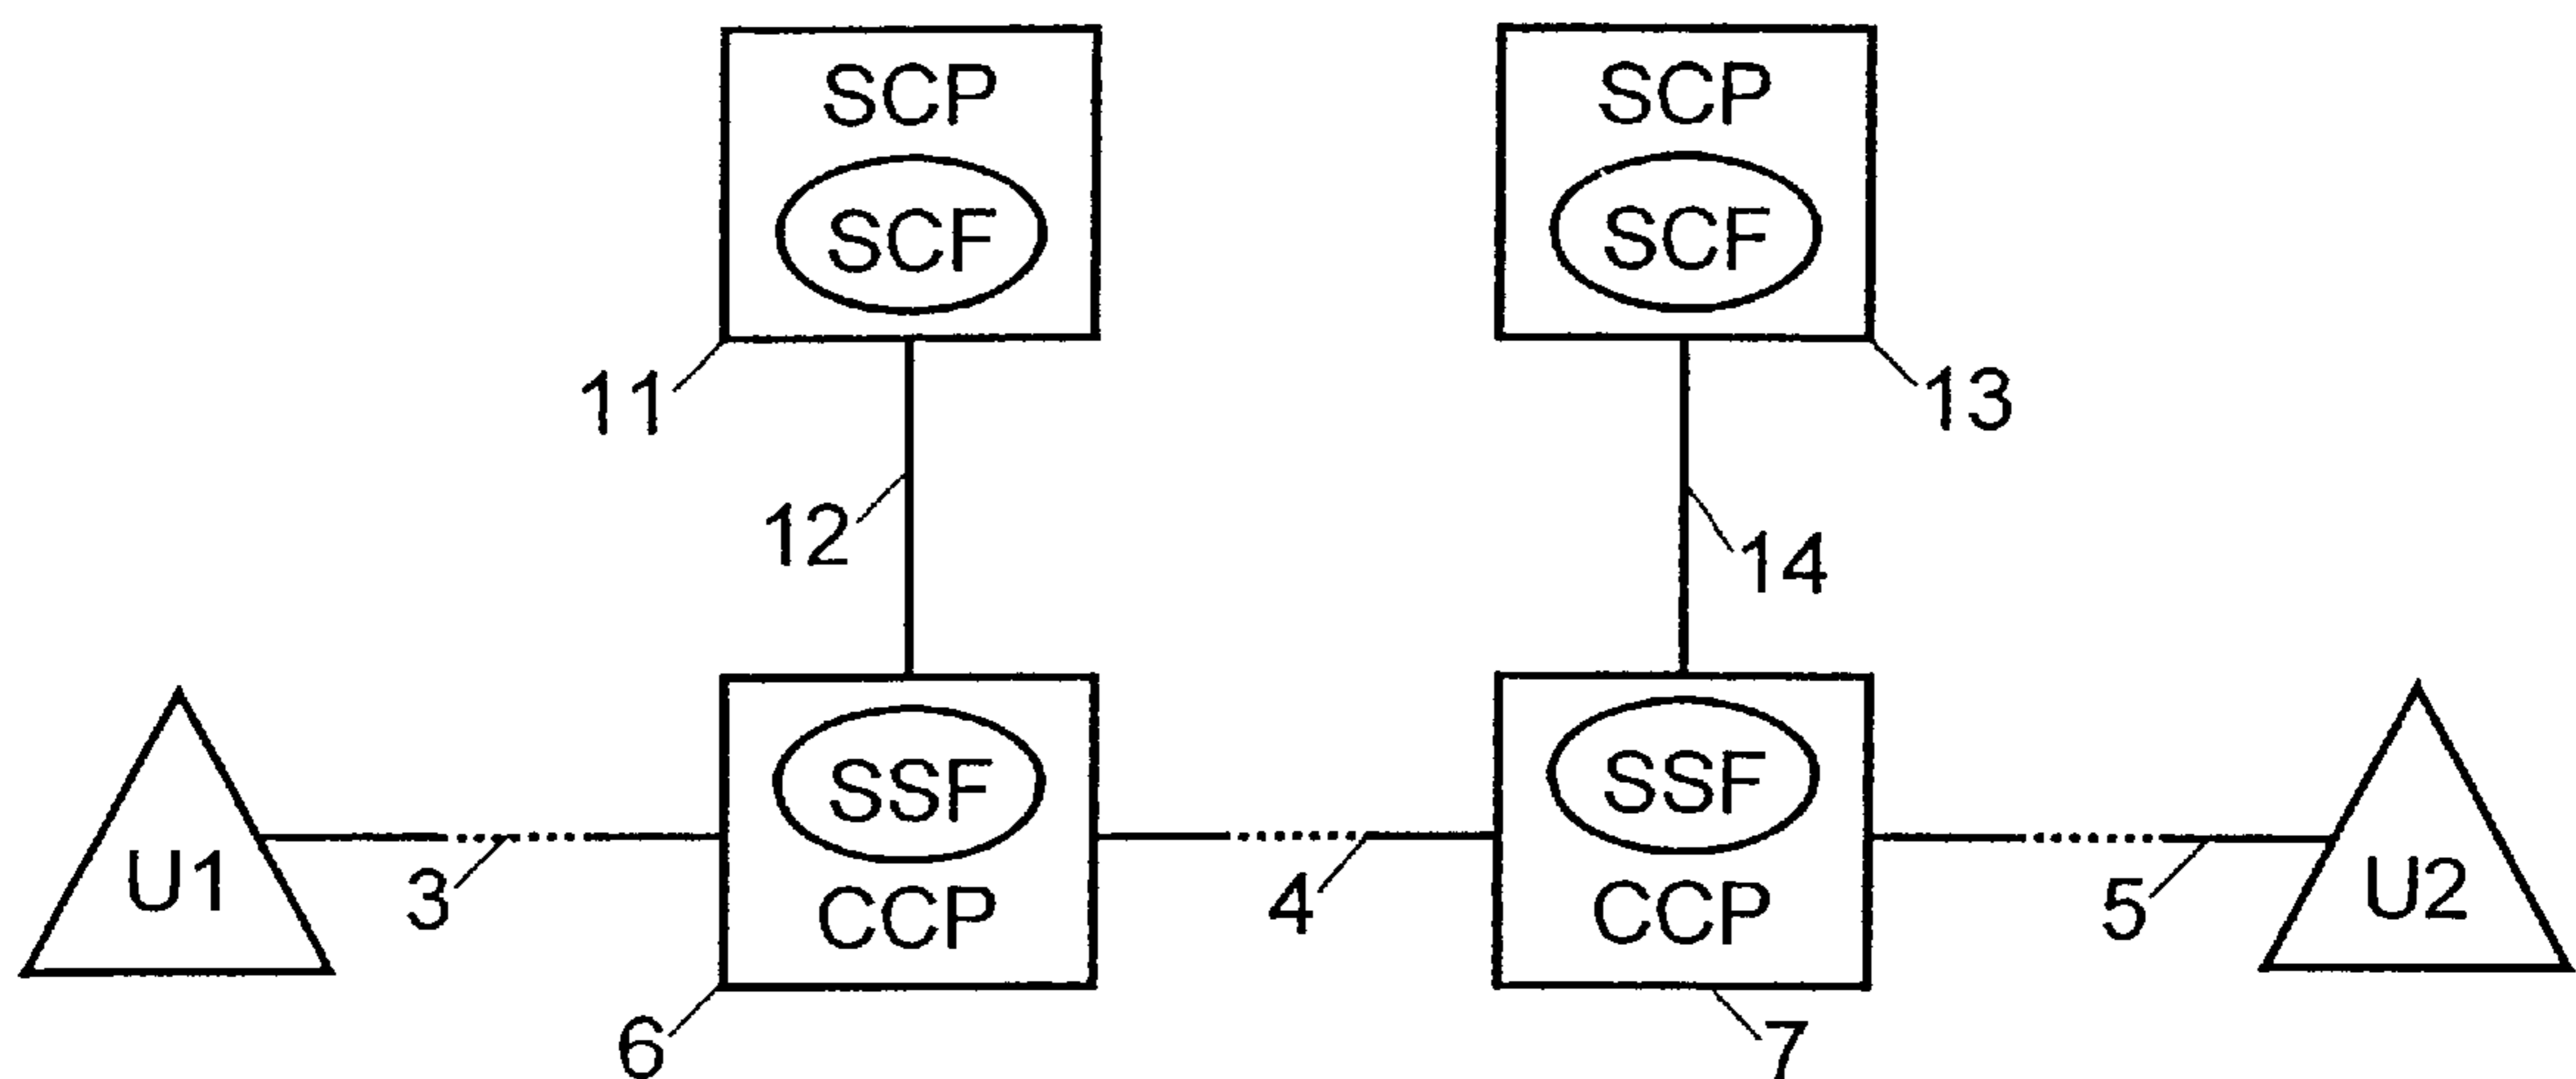 SCP SCP
SCF SCF
11 13
12 14
SSF SSF
U1 3 CCP 4 CCP 5 U2
6 7